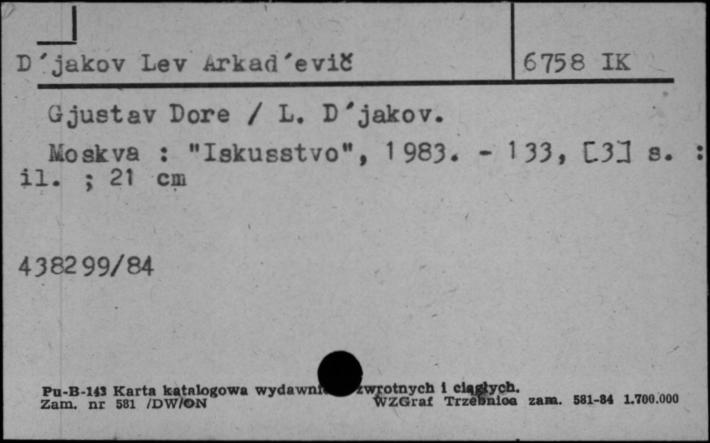 D´jakov Lev Arkad´evič
6758 IK
Gjustav Dore / L. D´jakov.
Moskva : "Iskusstvo", 1983. - 133, [3] s. :
il. ; 21 cm
438299/84
Pu-B-143 Karta katalogowa wydawni zwrotnych i ciągłych.
Zam. nr 581 /DW/ON WZGraf Trzebnica zam. 581-84 1.700.000